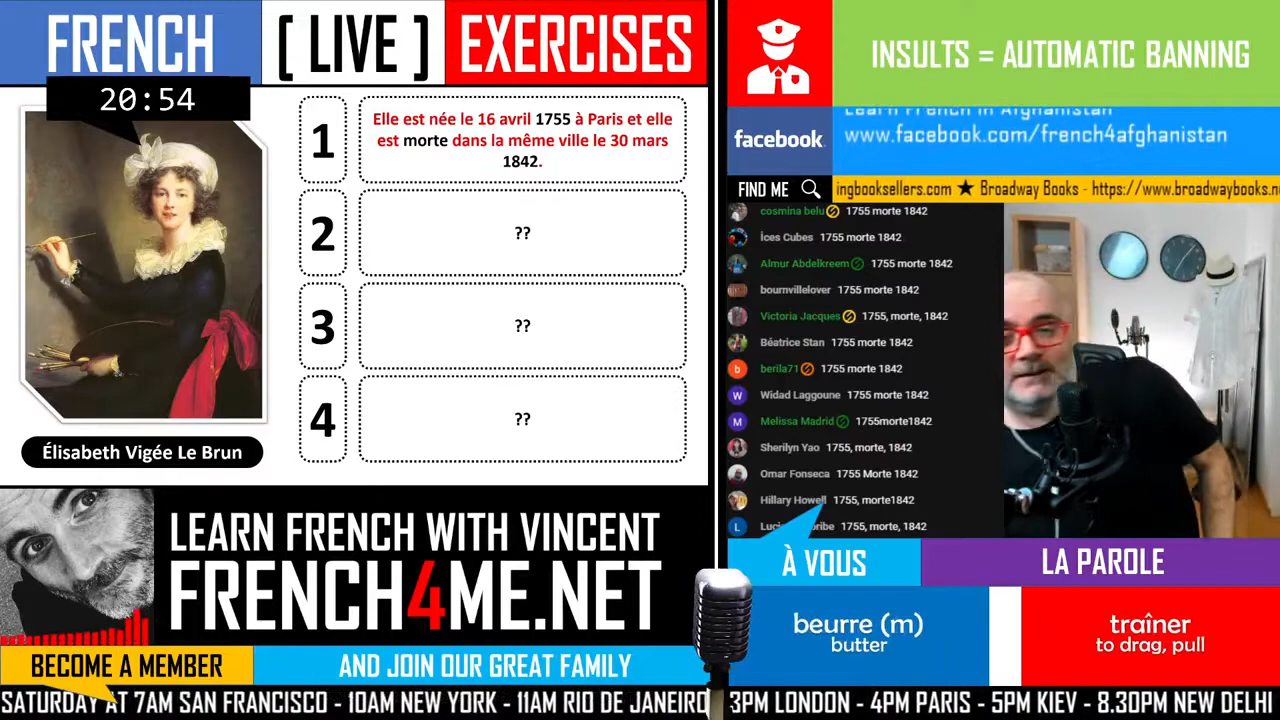 FRENCH [ LIVE ] EXERCISES
20:54
Élisabeth Vigée Le Brun
1
Elle est née le 16 avril 1755 à Paris et elle
est morte dans la même ville le 30 mars
1842.
2
??
3
??
4
??
LEARN FRENCH WITH VINCENT
FRENCH4ME.NET
BECOME A MEMBER
AND JOIN OUR GREAT FAMILY
INSULTS = AUTOMATIC BANNING
facebook.
Learn French in Afghanistan
www.facebook.com/french4afghanistan
FIND ME
ingbooksellers.com ★ Broadway Books - https://www.broadwaybooks.n
cosmina belu 1755 morte 1842
İces Cubes 1755 morte 1842
Almur Abdelkreem 1755 morte 1842
bournvillelover 1755 morte 1842
Victoria Jacques 1755, morte, 1842
Béatrice Stan 1755 morte 1842
b berila71 1755 morte 1842
W Widad Laggoune 1755 morte 1842
M Melissa Madrid 1755morte1842
Sherilyn Yao 1755, morte, 1842
Omar Fonseca 1755 Morte 1842
Hillary Howell 1755, morte1842
L 1755, morte, 1842
À VOUS
LA PAROLE
beurre (m)
butter
traîner
to drag, pull
SATURDAY AT 7AM SAN FRANCISCO - 10AM NEW YORK - 11AM RIO DE JANEIRO 3PM LONDON - 4PM PARIS - 5PM KIEV - 8.30PM NEW DELHI